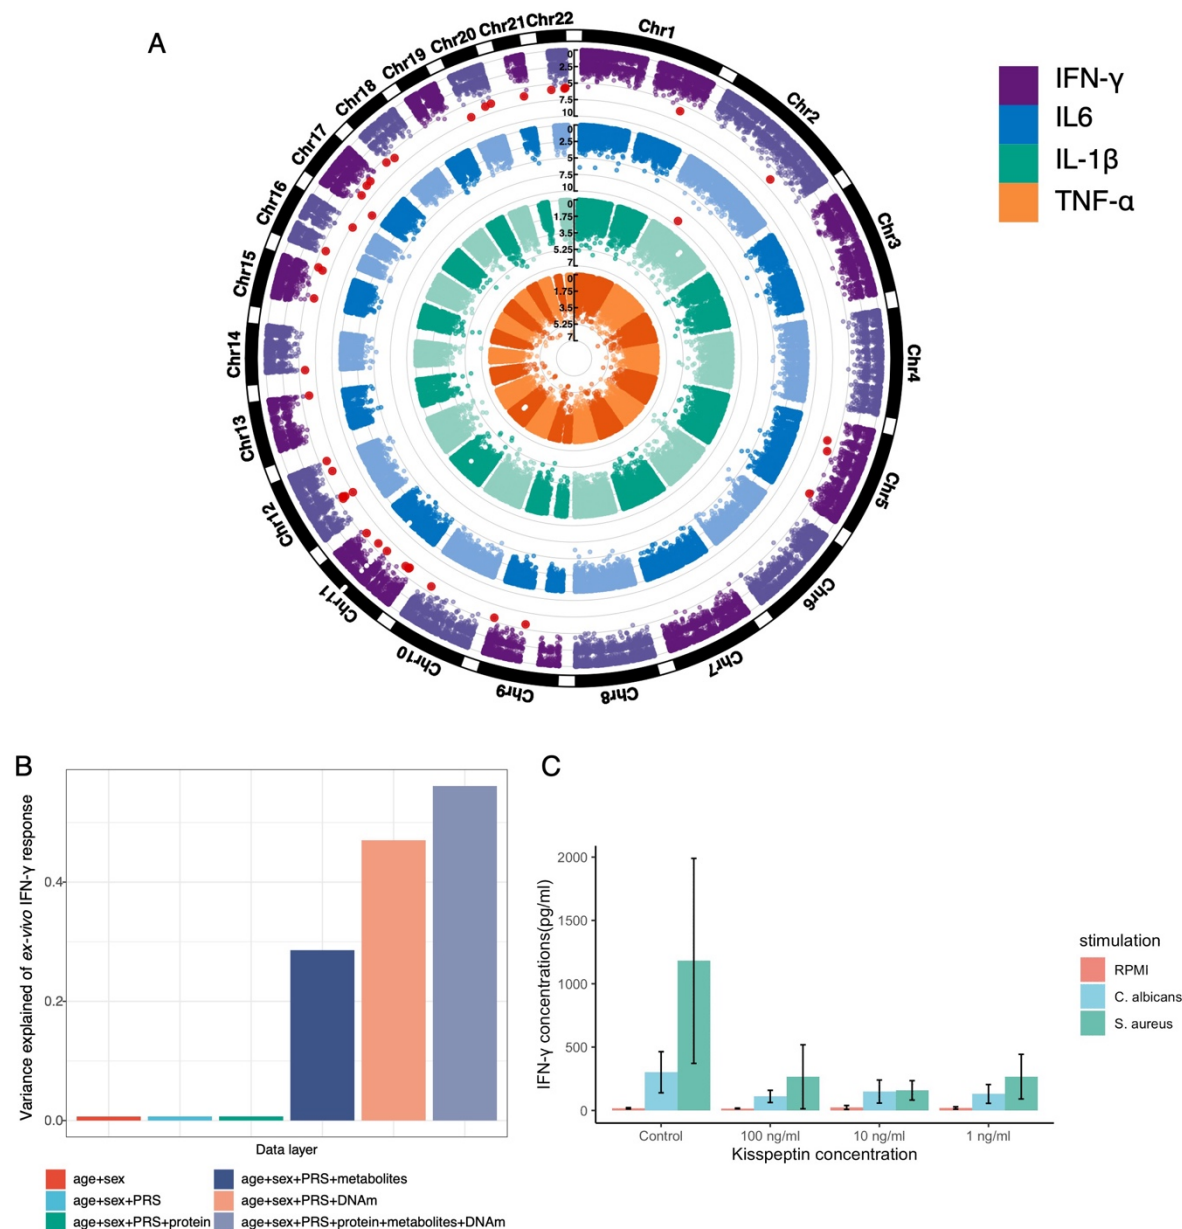 A
Chr1
Chr2
Chr3
Chr4
Chr5
Chr6
Chr7
Chr8
Chr9
Chr10
Chr11
Chr12
Chr13
Chr14
Chr15
Chr16
Chr17
Chr18
Chr19
Chr20
Chr21
Chr22
0
2.5
5
7.5
10
0
2.5
5
7.5
10
0
1.75
3.5
5.25
7
0
1.75
3.5
5.25
7
IFN-γ
IL6
IL-1β
TNF-α
B
Variance explained of ex-vivo IFN-γ response
0.4
0.2
0.0
Data layer
age+sex
age+sex+PRS
age+sex+PRS+protein
age+sex+PRS+metabolites
age+sex+PRS+DNAm
age+sex+PRS+protein+metabolites+DNAm
C
IFN-γ concentrations(pg/ml)
2000
1500
1000
500
0
Control
100 ng/ml
10 ng/ml
1 ng/ml
Kisspeptin concentration
stimulation
RPMI
C. albicans
S. aureus